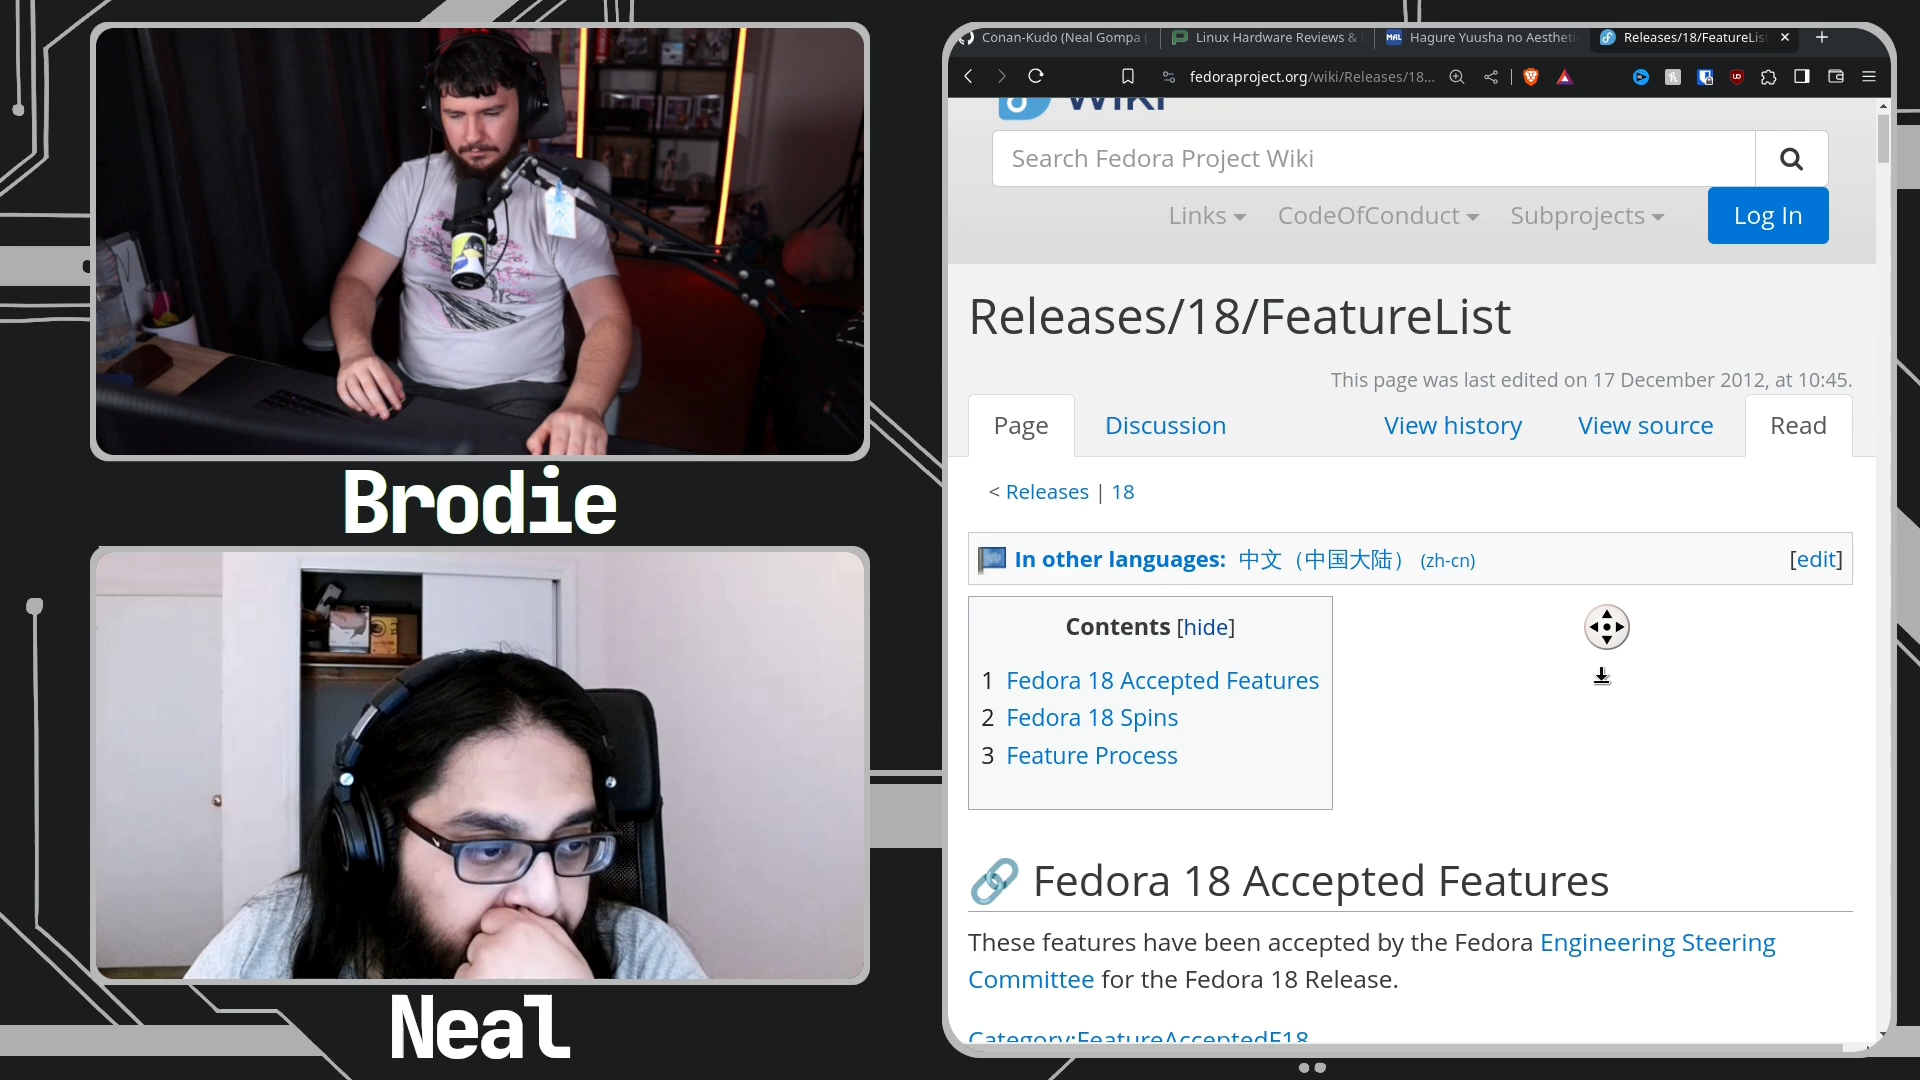 Brodie
Neal
Conan-Kudo (Neal Gompa (
Linux Hardware Reviews &
MAL Hagure Yuusha no Aestheti
Releases/18/FeatureLis
fedoraproject.org/wiki/Releases/18...
Search Fedora Project Wiki
Links CodeOfConduct Subprojects Log In
Releases/18/FeatureList
This page was last edited on 17 December 2012, at 10:45.
Page Discussion View history View source Read
< Releases | 18
In other languages: 中文（中国大陆） (zh-cn) [edit]
Contents [hide]
1 Fedora 18 Accepted Features
2 Fedora 18 Spins
3 Feature Process
Fedora 18 Accepted Features
These features have been accepted by the Fedora Engineering Steering
Committee for the Fedora 18 Release.
Category:FeatureAcceptedF18